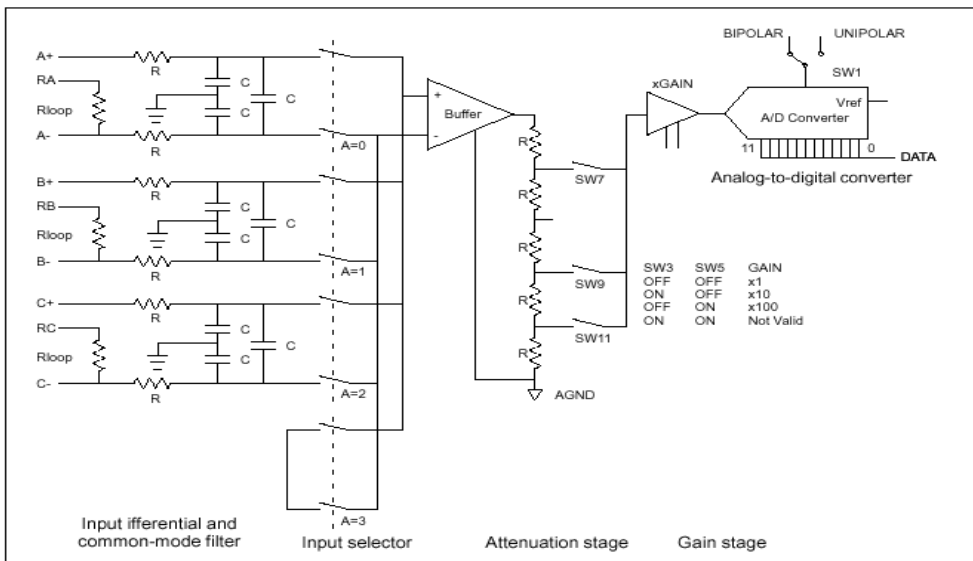 BIPOLAR UNIPOLAR
SW1
A+
R
C
C
C
RA
Rloop
A-
R
A=0
+
-
Buffer
xGAIN
Vref
A/D Converter
11 0
DATA
Analog-to-digital converter
B+
R
C
C
C
RB
Rloop
B-
R
A=1
C+
R
C
C
C
RC
Rloop
C-
R
A=2
A=3
R
SW7
R
R
SW9
R
SW11
R
AGND
SW3 SW5 GAIN
OFF OFF x1
ON OFF x10
OFF ON x100
ON ON Not Valid
Input ifferential and
common-mode filter
Input selector
Attenuation stage
Gain stage